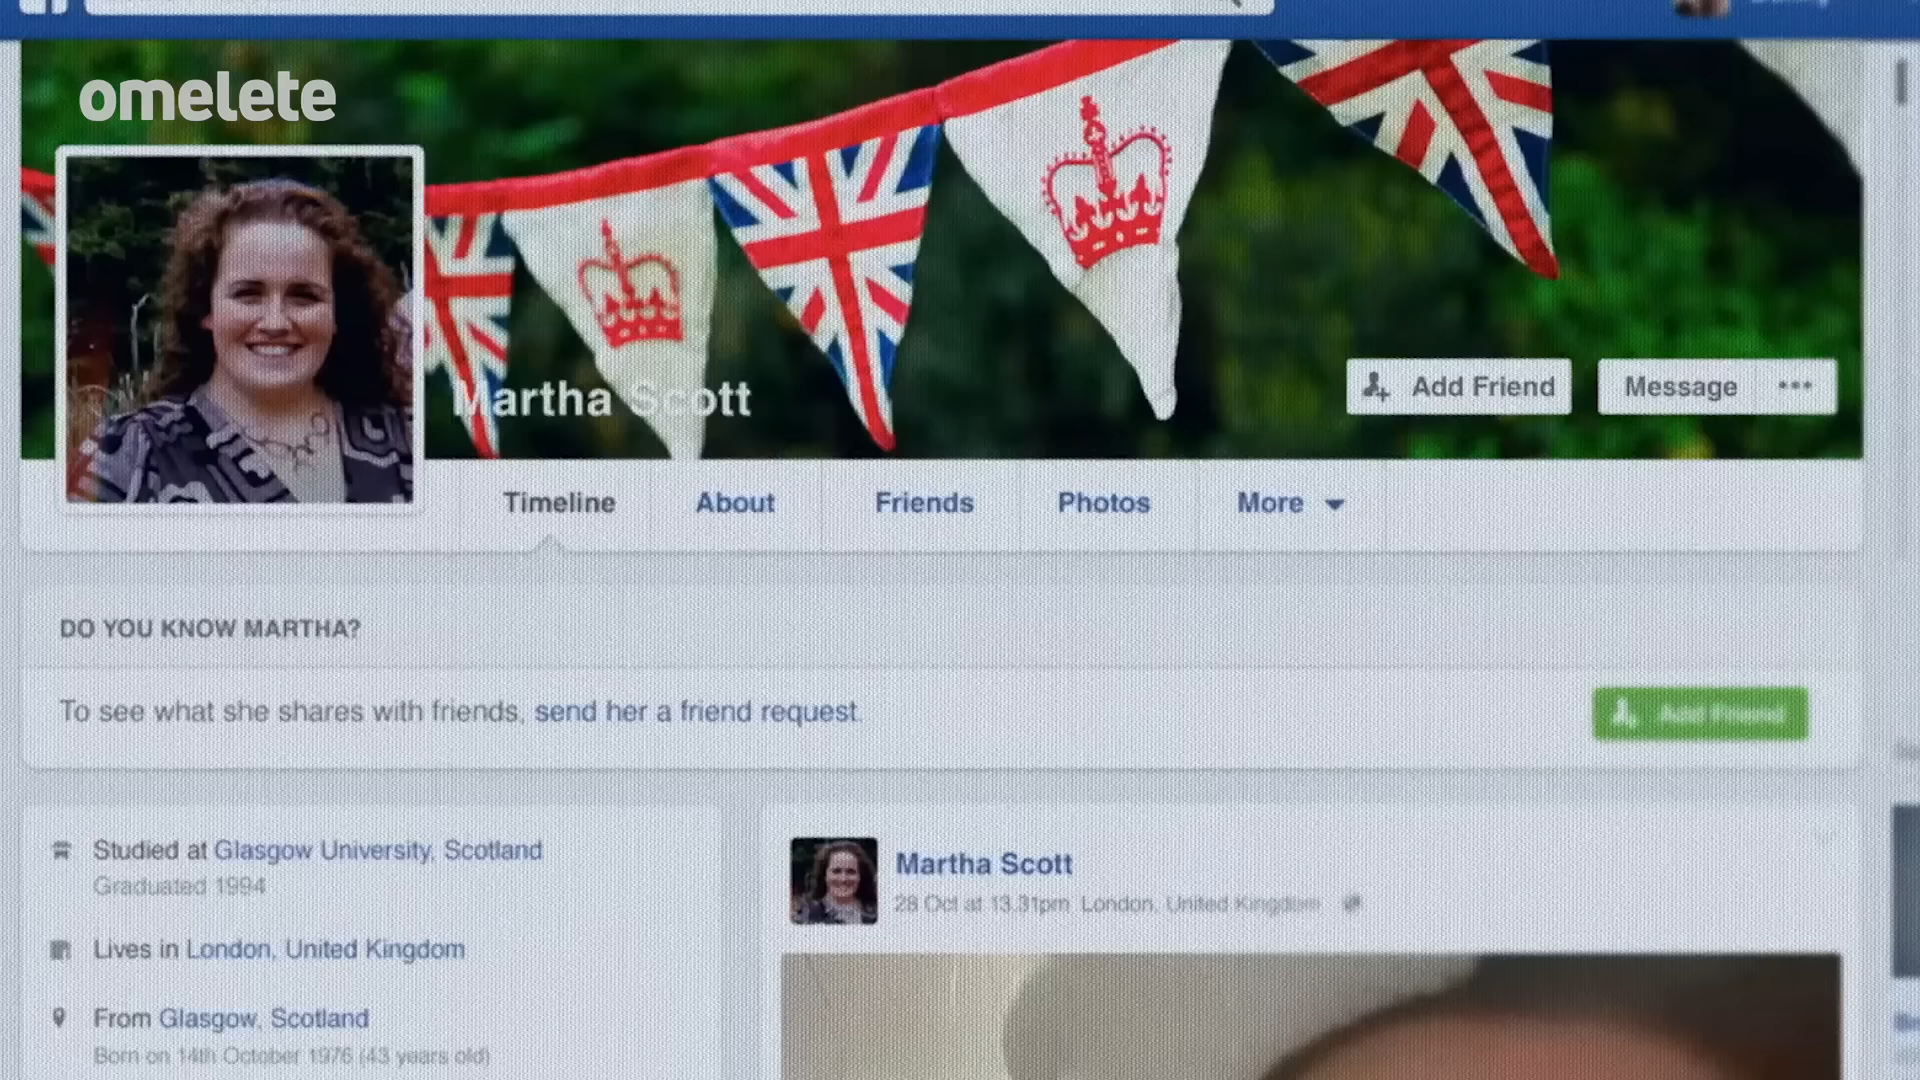 omelete
Martha Scott
Add Friend
Message
Timeline
About
Friends
Photos
More
DO YOU KNOW MARTHA?
To see what she shares with friends, send her a friend request.
Add Friend
Studied at Glasgow University, Scotland
Graduated 1994
Lives in London, United Kingdom
From Glasgow, Scotland
Born on 14th October 1976 (43 years old)
Martha Scott
28 Oct at 13.31pm London, United Kingdom